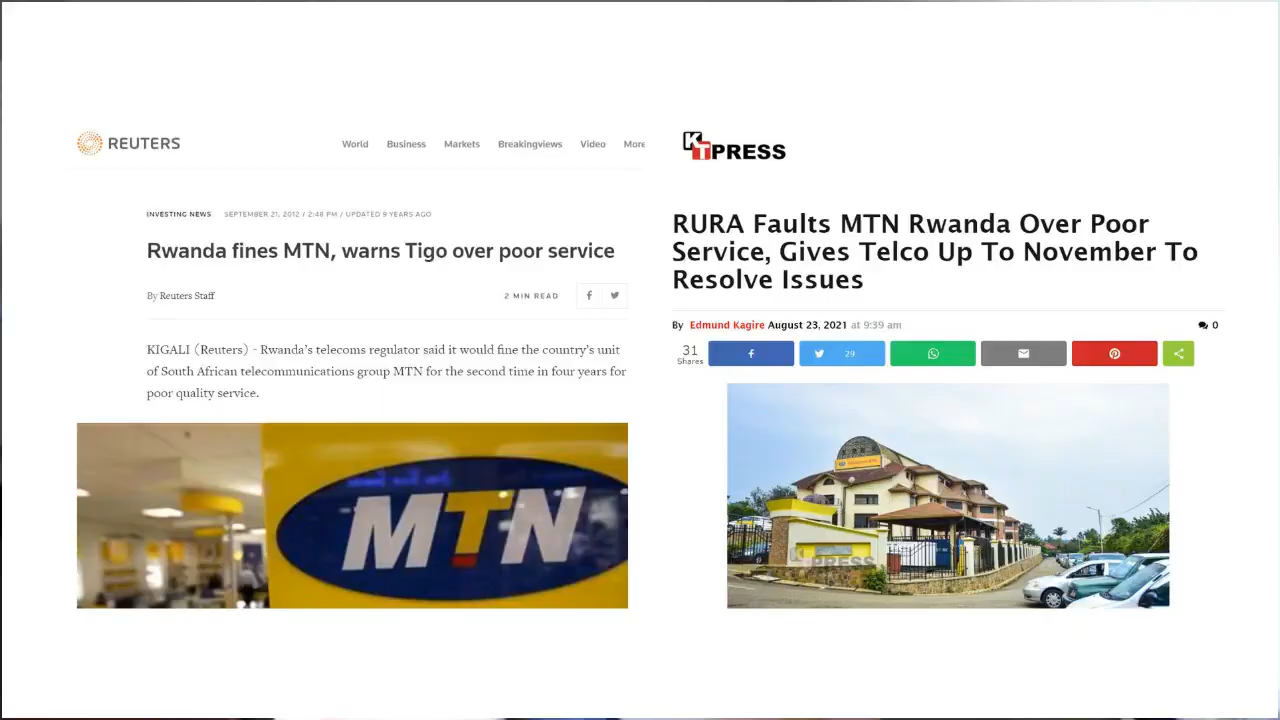 REUTERS
World Business Markets Breakingviews Video More
INVESTING NEWS SEPTEMBER 21, 2012 / 2:48 PM / UPDATED 9 YEARS AGO
Rwanda fines MTN, warns Tigo over poor service
By Reuters Staff
2 MIN READ
KIGALI (Reuters) - Rwanda’s telecoms regulator said it would fine the country’s unit
of South African telecommunications group MTN for the second time in four years for
poor quality service.
MTN
KT PRESS
RURA Faults MTN Rwanda Over Poor
Service, Gives Telco Up To November To
Resolve Issues
By Edmund Kagire August 23, 2021 at 9:39 am
0
31
Shares
29
KT PRESS